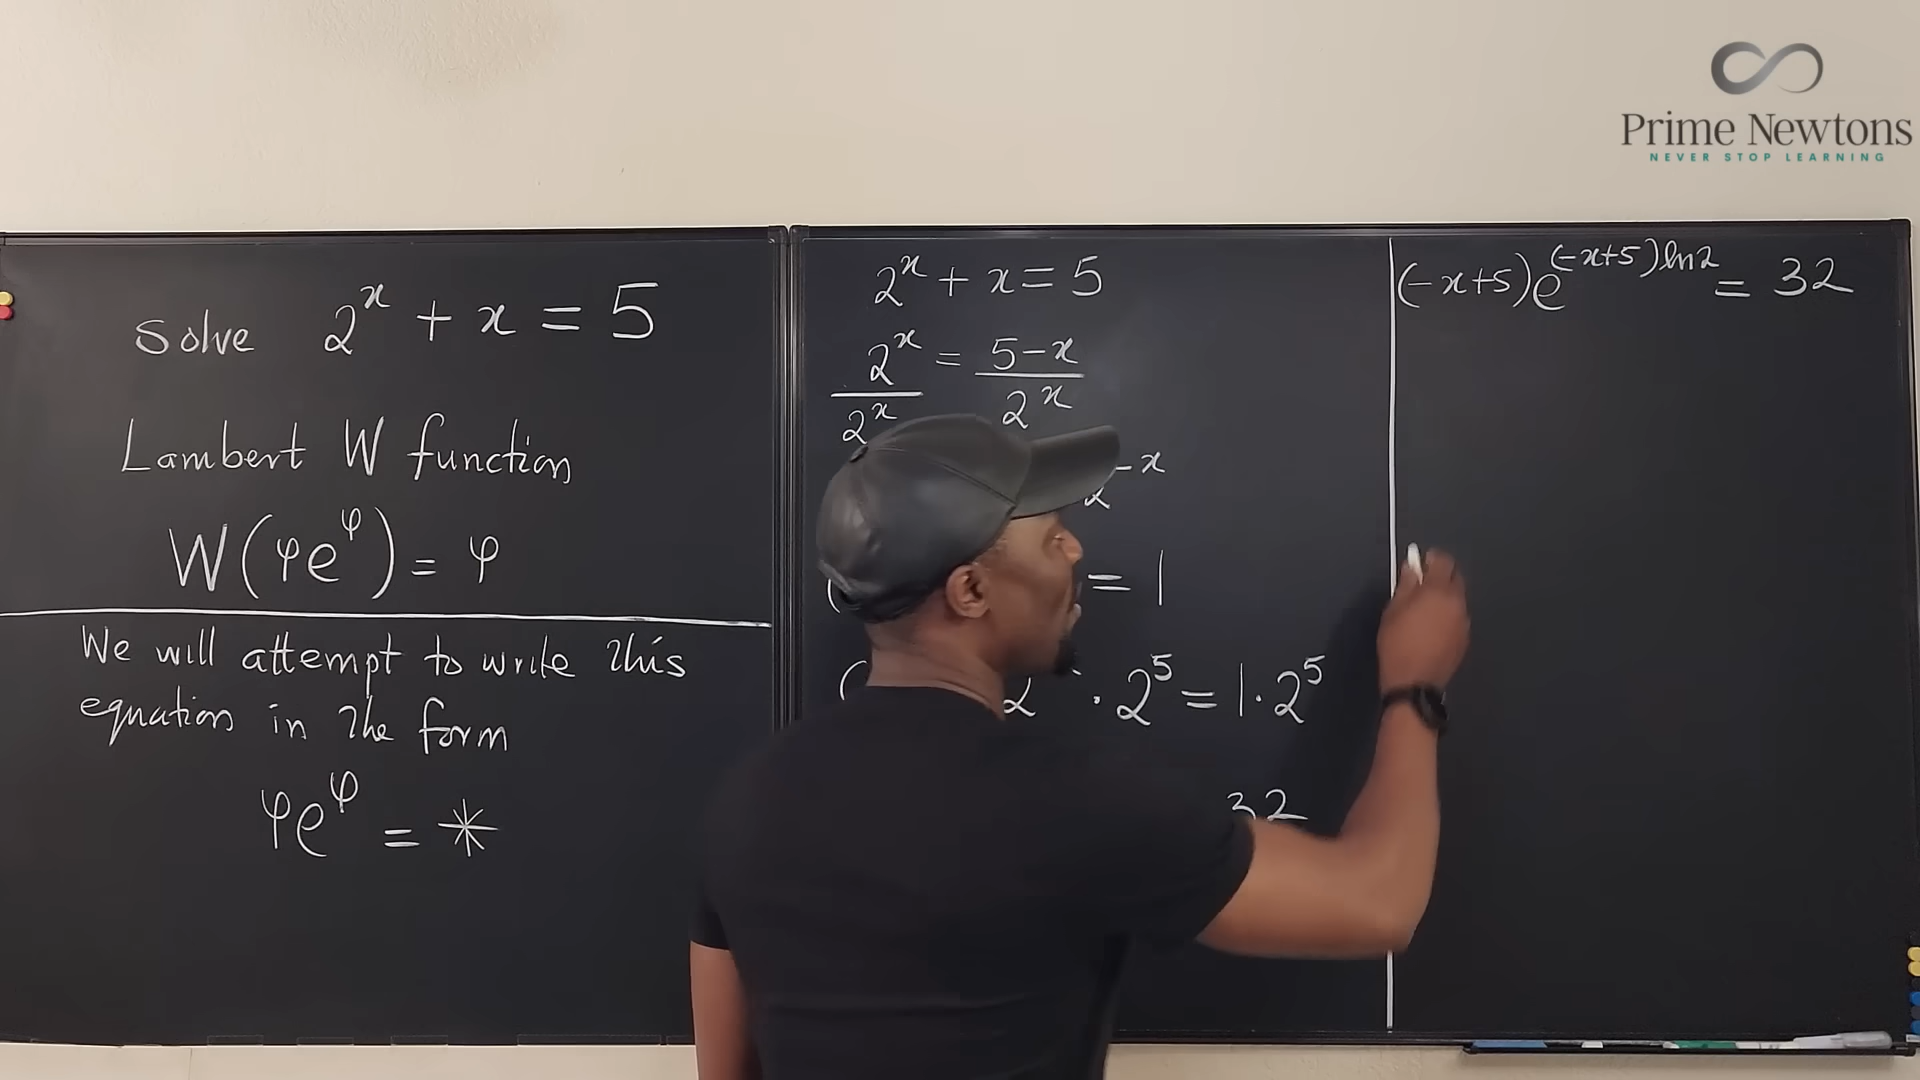 Prime Newtons
NEVER STOP LEARNING
Solve 2^x + x = 5
Lambert W function
W(φe^φ) = φ
We will attempt to write this
equation in the form
φe^φ = *
2^x + x = 5
2^x/2^x = (5-x)/2^x
-x
= 1
· 2^5 = 1 · 2^5
32
(-x+5)e^((-x+5)ln2) = 32